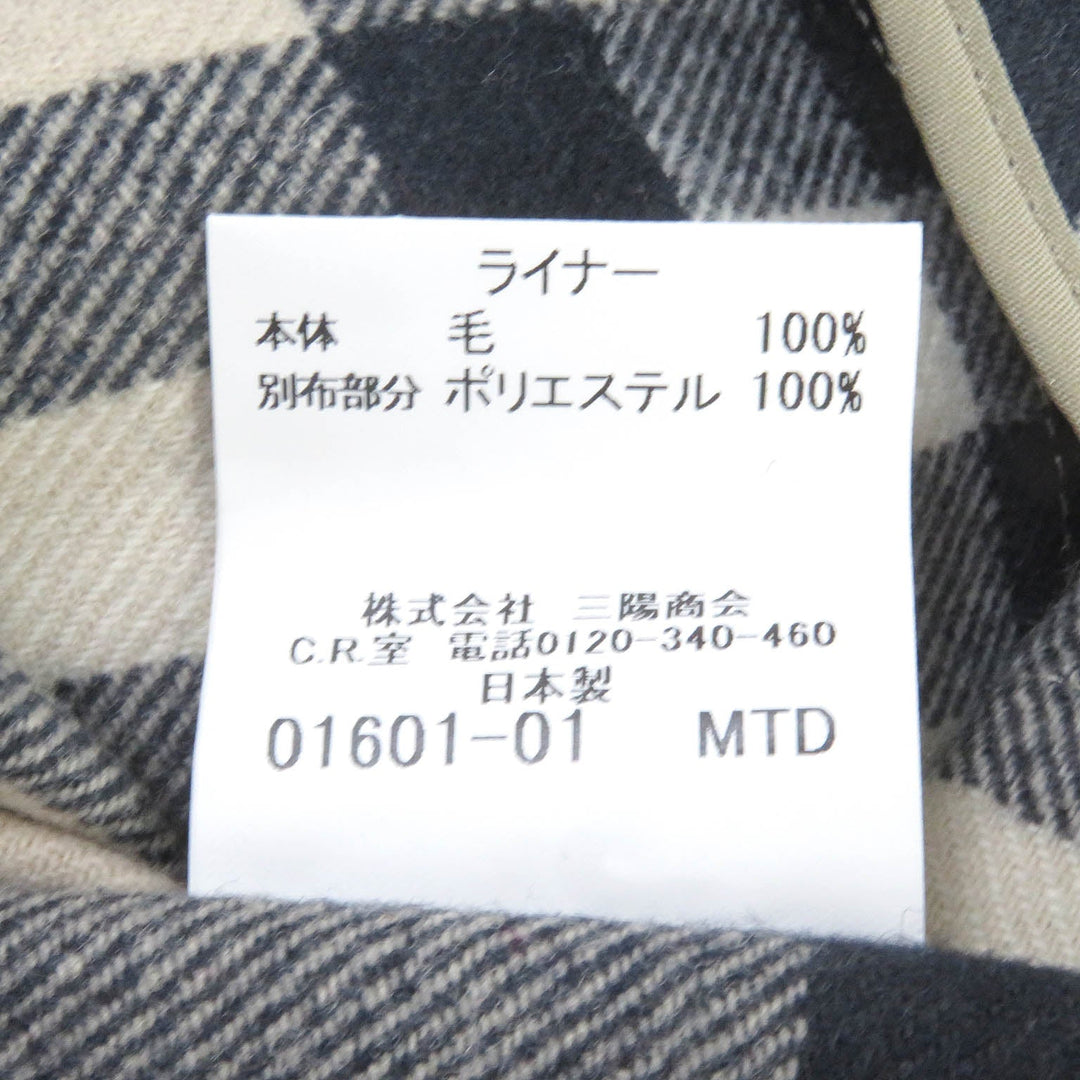 ライナー
本体 毛 100%
別布部分 ポリエステル 100%
株式会社 三陽商会
C.R.室 電話0120-340-460
日本製
01601-01 MTD